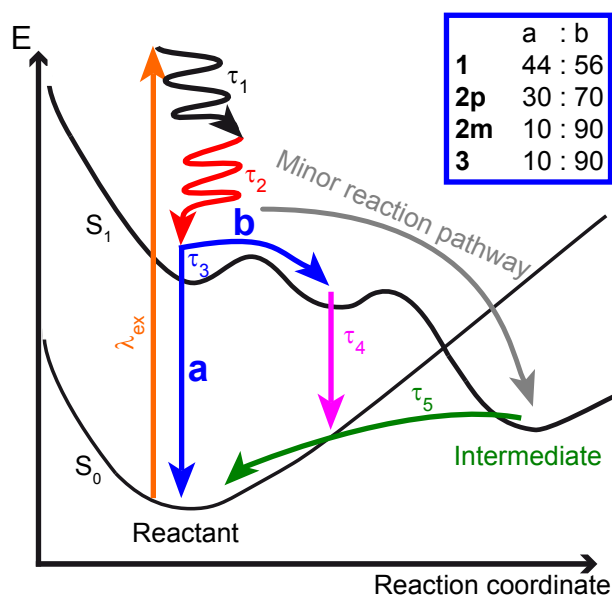 E
a : b
1 44 : 56
2p 30 : 70
2m 10 : 90
3 10 : 90
τ1
τ2
Minor reaction pathway
b
S1
τ3
λex
τ4
a
τ5
Intermediate
S0
Reactant
Reaction coordinate